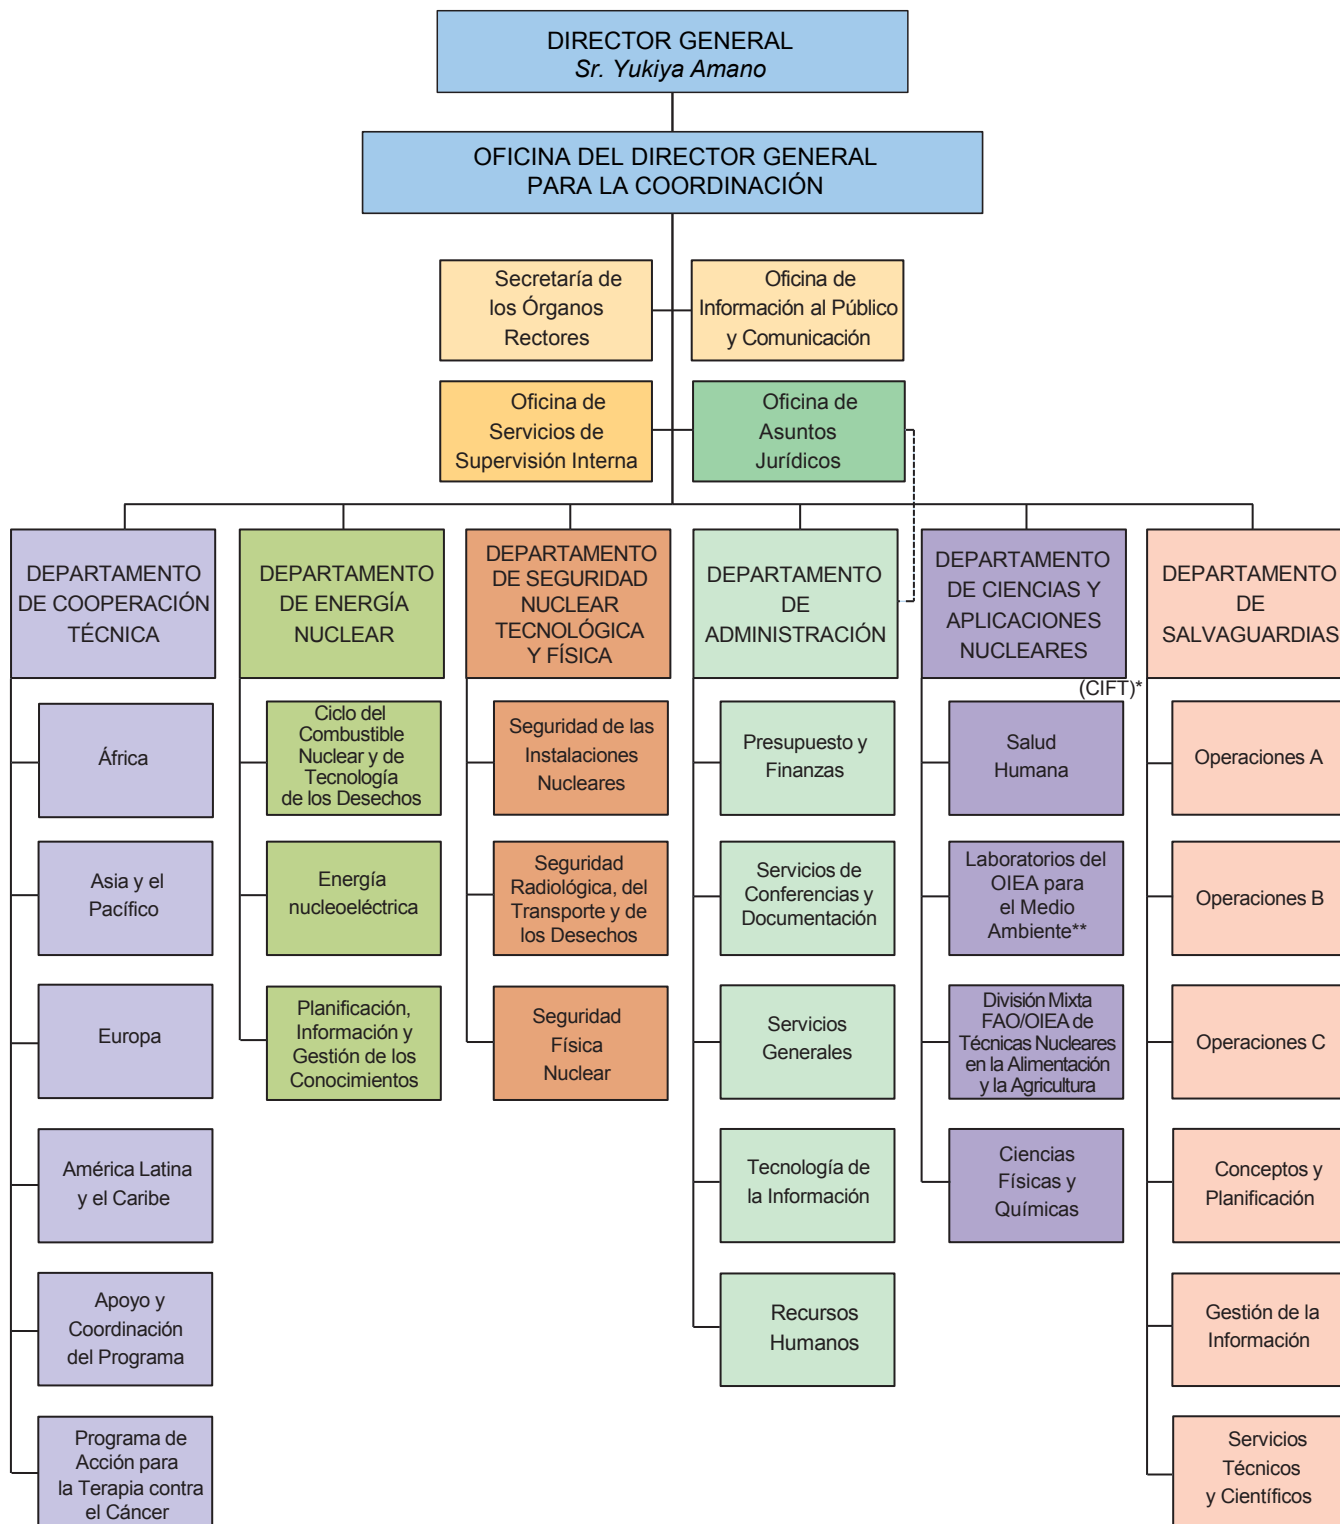 DIRECTOR GENERAL
Sr. Yukiya Amano
OFICINA DEL DIRECTOR GENERAL
PARA LA COORDINACIÓN
Secretaría de
los Órganos
Rectores
Oficina de
Información al Público
y Comunicación
Oficina de
Servicios de
Supervisión Interna
Oficina de
Asuntos
Jurídicos
DEPARTAMENTO
DE COOPERACIÓN
TÉCNICA
DEPARTAMENTO
DE ENERGÍA
NUCLEAR
DEPARTAMENTO
DE SEGURIDAD
NUCLEAR
TECNOLÓGICA
Y FÍSICA
DEPARTAMENTO
DE
ADMINISTRACIÓN
DEPARTAMENTO
DE CIENCIAS Y
APLICACIONES
NUCLEARES
(CIFT)*
DEPARTAMENTO
DE
SALVAGUARDIAS
África
Asia y el
Pacífico
Europa
América Latina
y el Caribe
Apoyo y
Coordinación
del Programa
Programa de
Acción para
la Terapia contra
el Cáncer
Ciclo del
Combustible
Nuclear y de
Tecnología
de los Desechos
Energía
nucleoeléctrica
Planificación,
Información y
Gestión de los
Conocimientos
Seguridad de las
Instalaciones
Nucleares
Seguridad
Radiológica, del
Transporte y de
los Desechos
Seguridad
Física
Nuclear
Presupuesto y
Finanzas
Servicios de
Conferencias y
Documentación
Servicios
Generales
Tecnología de
la Información
Recursos
Humanos
Salud
Humana
Laboratorios del
OIEA para
el Medio
Ambiente**
División Mixta
FAO/OIEA de
Técnicas Nucleares
en la Alimentación
y la Agricultura
Ciencias
Físicas y
Químicas
Operaciones A
Operaciones B
Operaciones C
Conceptos y
Planificación
Gestión de la
Información
Servicios
Técnicos
y Científicos